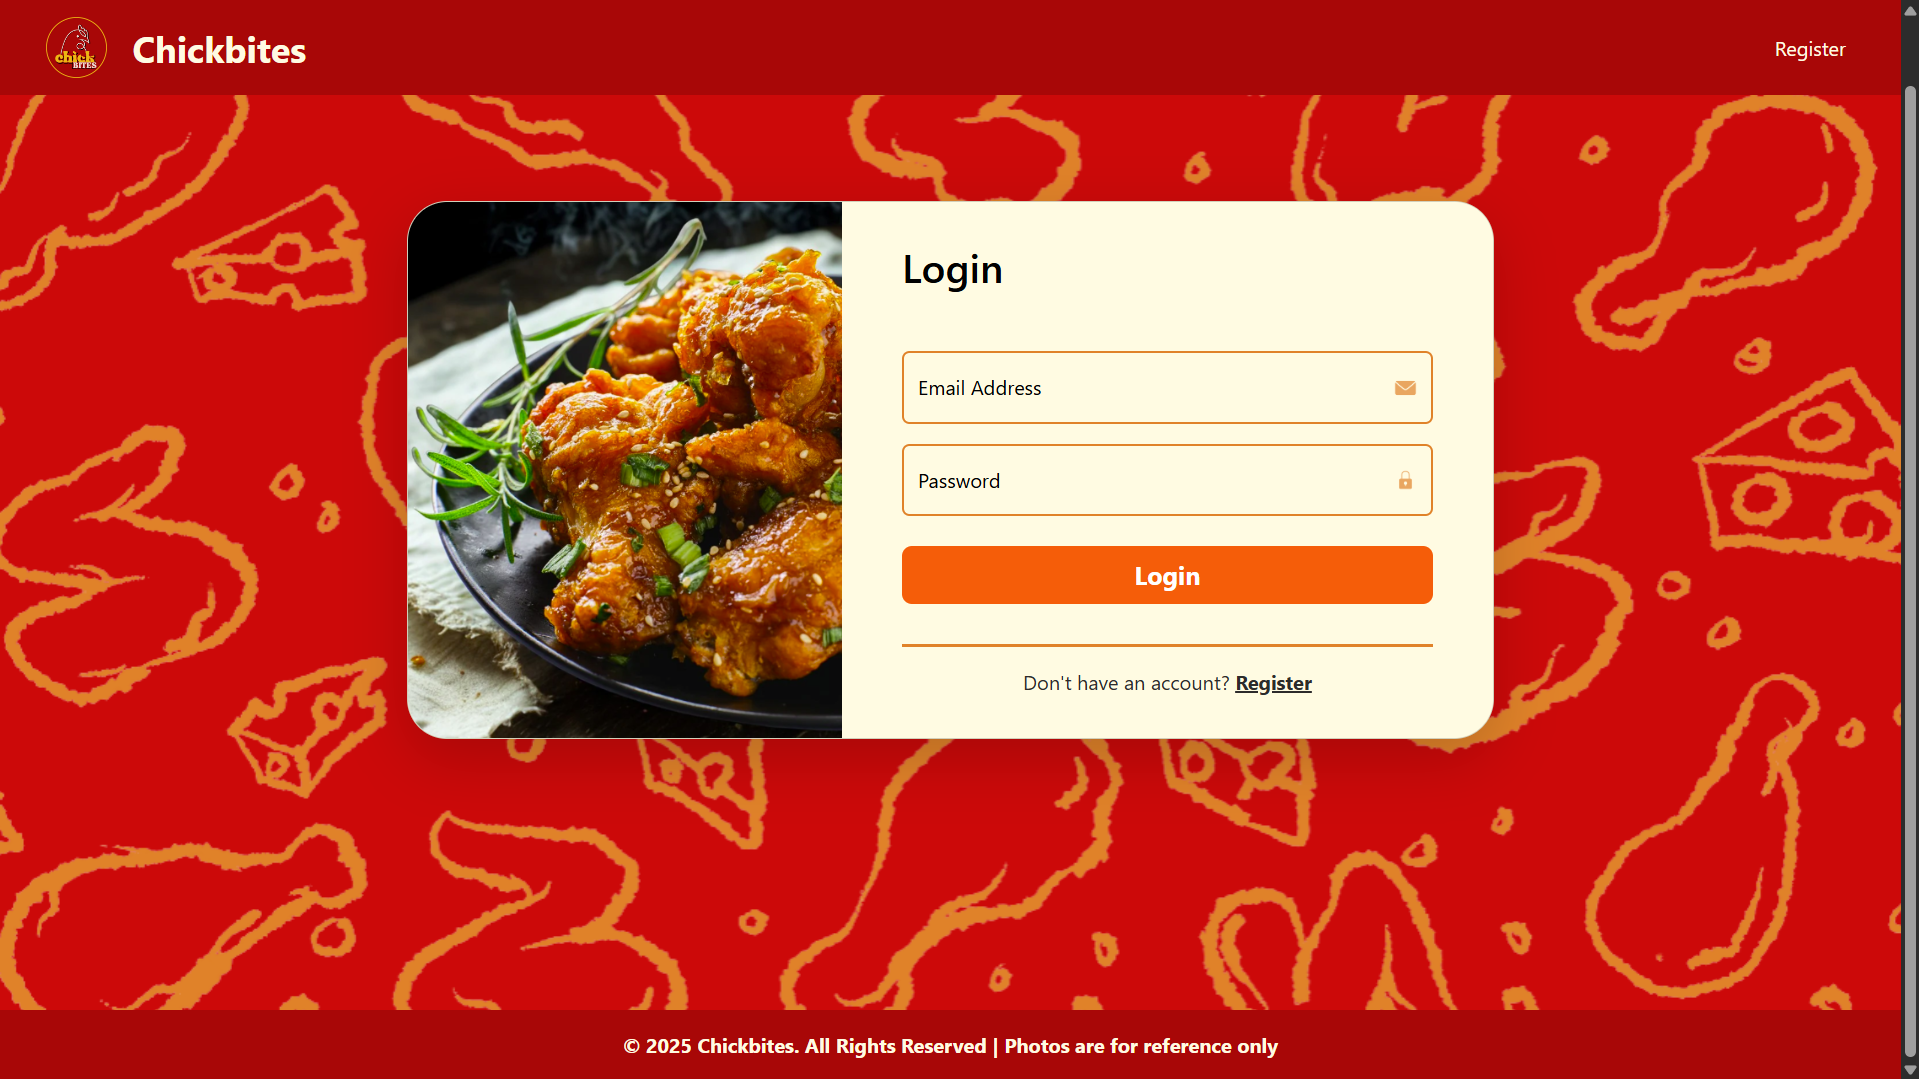 chick
BITES
Chickbites
Register
Login
Email Address
Password
Login
Don't have an account? Register
© 2025 Chickbites. All Rights Reserved | Photos are for reference only